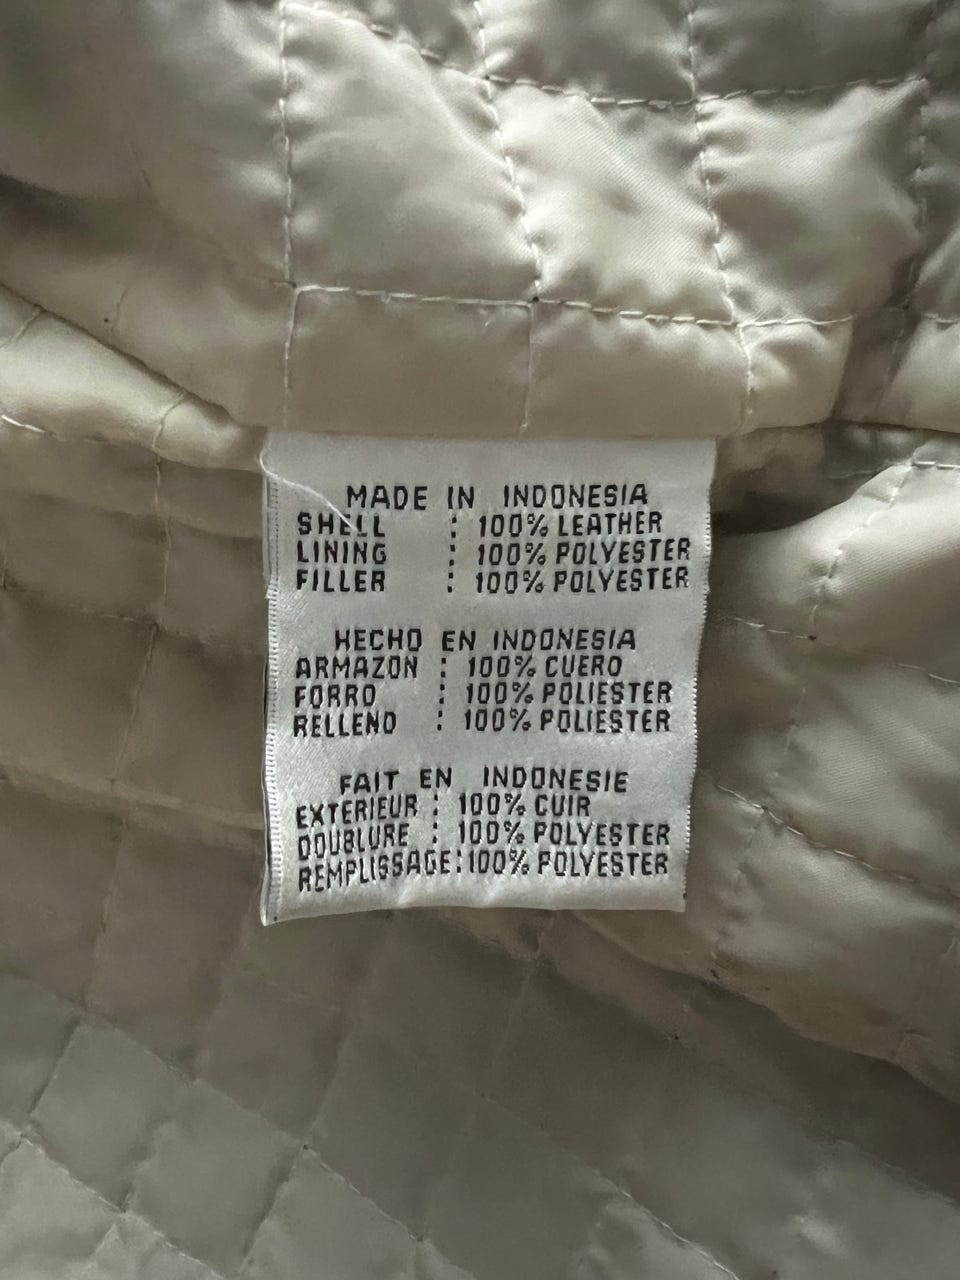 MADE IN INDONESIA
SHELL : 100% LEATHER
LINING : 100% POLYESTER
FILLER : 100% POLYESTER
HECHO EN INDONESIA
ARMAZON : 100% CUERO
FORRO : 100% POLIESTER
RELLENO : 100% POLIESTER
FAIT EN INDONESIE
EXTERIEUR : 100% CUIR
DOUBLURE : 100% POLYESTER
REMPLISSAGE : 100% POLYESTER